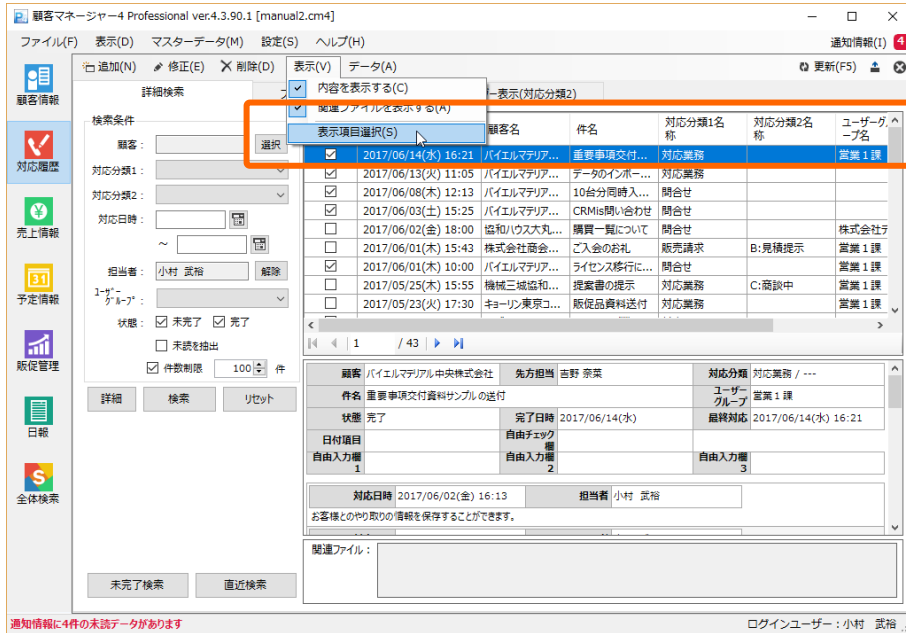 顧客マネージャー4 Professional ver.4.3.90.1 [manual2.cm4]
ファイル(F) 表示(D) マスターデータ(M) 設定(S) ヘルプ(H) 通知情報(I) 4
追加(N) 修正(E) 削除(D) 表示(V) データ(A) 更新(F5)
顧客情報
対応履歴
売上情報
31
予定情報
販促管理
日報
全体検索
詳細検索
ー表示(対応分類2)
内容を表示する(C)
関連ファイルを表示する(A)
表示項目選択(S)
検索条件
顧客: 選択
対応分類1:
対応分類2:
対応日時:
~
担当者: 小村 武裕 解除
ユーザーグループ:
状態: 未完了 完了
未読を抽出
件数制限 100 件
詳細 検索 リセット
未完了検索 直近検索
顧客名 件名 対応分類1名称 対応分類2名称 ユーザーグループ名
2017/06/14(水) 16:21 バイエルマテリア... 重要事項交付... 対応業務 営業1課
2017/06/13(火) 11:05 バイエルマテリア... データのインポー... 対応業務
2017/06/08(木) 12:13 バイエルマテリア... 10台分同時入... 問合せ
2017/06/03(土) 15:25 バイエルマテリア... CRMis問い合わせ 問合せ
2017/06/02(金) 18:00 協和ハウス大丸... 購買一覧について 問合せ 株式会社テ
2017/06/01(木) 15:43 株式会社商会... ご入会のお礼 販売請求 B:見積提示 営業1課
2017/06/01(木) 10:00 バイエルマテリア... ライセンス移行に... 問合せ 営業1課
2017/05/25(木) 15:55 機械三城協和... 提案書の提示 対応業務 C:商談中 営業1課
2017/05/23(火) 17:30 キョーリン東京コ... 販促品資料送付 対応業務 営業1課
1 / 43
顧客 バイエルマテリアル中央株式会社 先方担当 吉野 奈菜 対応分類 対応業務 / ---
件名 重要事項交付資料サンプルの送付 ユーザーグループ 営業1課
状態 完了 完了日時 2017/06/14(水) 最終対応 2017/06/14(水) 16:21
日付項目 自由チェック欄
自由入力欄1 自由入力欄2 自由入力欄3
対応日時 2017/06/02(金) 16:13 担当者 小村 武裕
お客様とのやり取りの情報を保存することができます。
関連ファイル:
通知情報に4件の未読データがあります ログインユーザー:小村 武裕